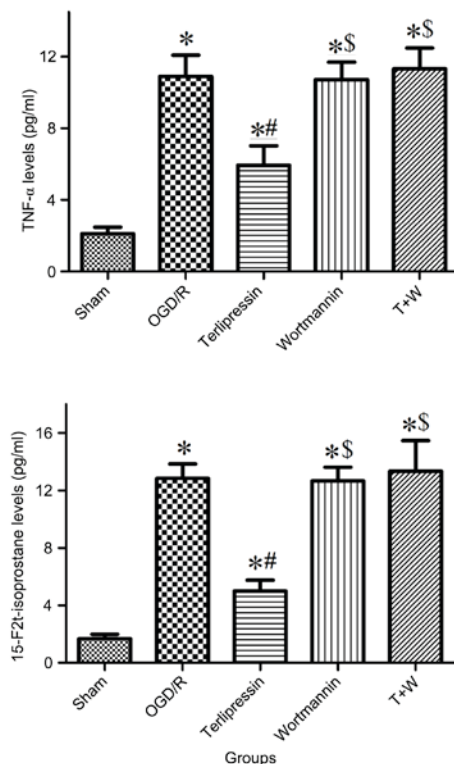 TNF-α levels (pg/ml)
12
8
4
0
*
*#
*$
*$
Sham
OGD/R
Terlipressin
Wortmannin
T+W
15-F2t-isoprostane levels (pg/ml)
16
12
8
4
0
*
*#
*$
*$
Sham
OGD/R
Terlipressin
Wortmannin
T+W
Groups